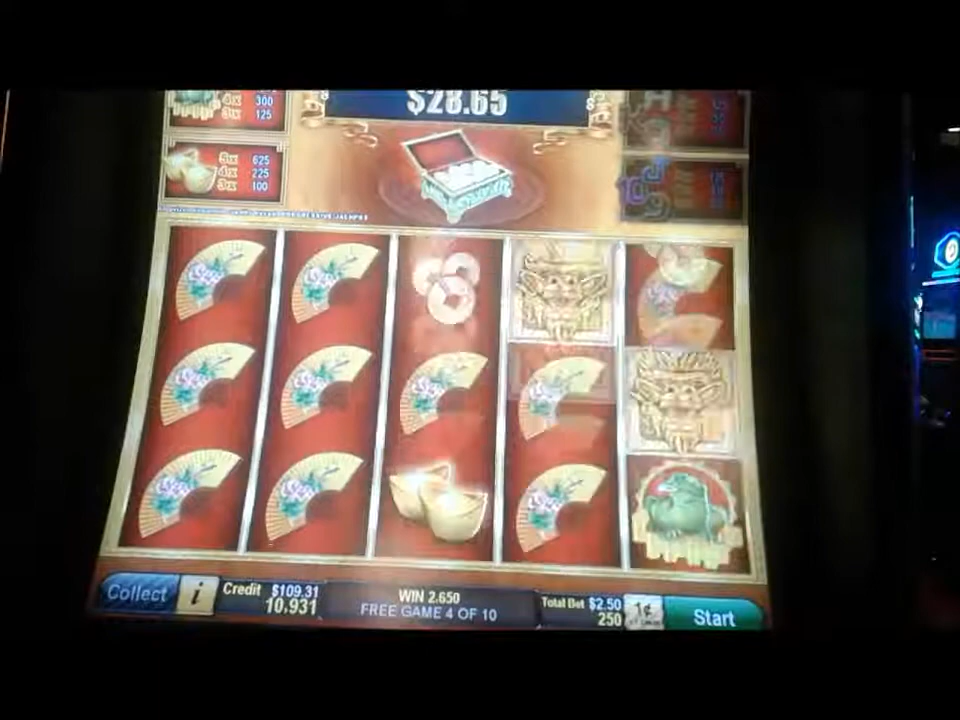 $28.65
4x 300
3x 125
5x 625
4x 225
3x 100
Collect
i
Credit $109.31
10,931
WIN 2,650
FREE GAME 4 OF 10
Total Bet $2.50
250
1¢
Start